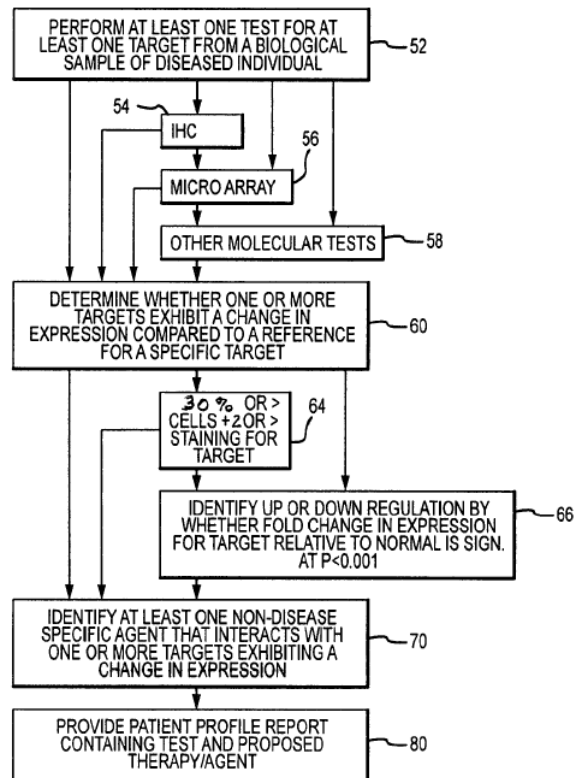 PERFORM AT LEAST ONE TEST FOR AT
LEAST ONE TARGET FROM A BIOLOGICAL
SAMPLE OF DISEASED INDIVIDUAL
52
54
IHC
56
MICRO ARRAY
OTHER MOLECULAR TESTS
58
DETERMINE WHETHER ONE OR MORE
TARGETS EXHIBIT A CHANGE IN
EXPRESSION COMPARED TO A REFERENCE
FOR A SPECIFIC TARGET
60
30% OR >
CELLS +2 OR >
STAINING FOR
TARGET
64
IDENTIFY UP OR DOWN REGULATION BY
WHETHER FOLD CHANGE IN EXPRESSION
FOR TARGET RELATIVE TO NORMAL IS SIGN.
AT P<0.001
66
IDENTIFY AT LEAST ONE NON-DISEASE
SPECIFIC AGENT THAT INTERACTS WITH
ONE OR MORE TARGETS EXHIBITING A
CHANGE IN EXPRESSION
70
PROVIDE PATIENT PROFILE REPORT
CONTAINING TEST AND PROPOSED
THERAPY/AGENT
80